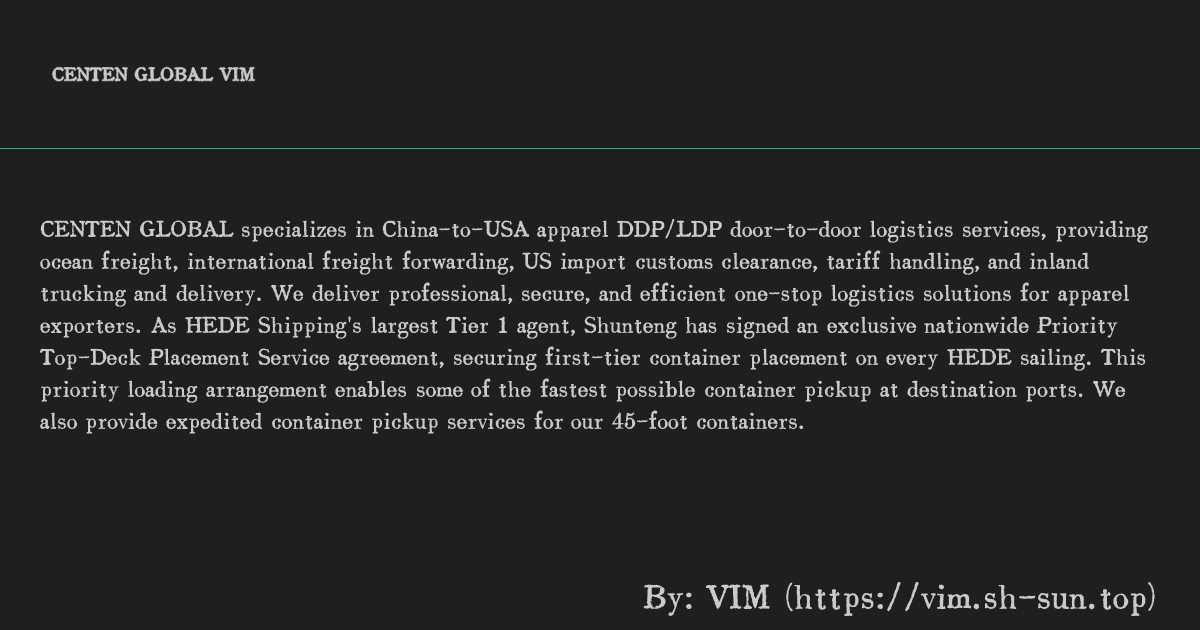 CENTEN GLOBAL VIM
CENTEN GLOBAL specializes in China-to-USA apparel DDP/LDP door-to-door logistics services, providing
ocean freight, international freight forwarding, US import customs clearance, tariff handling, and inland
trucking and delivery. We deliver professional, secure, and efficient one-stop logistics solutions for apparel
exporters. As HEDE Shipping's largest Tier 1 agent, Shunteng has signed an exclusive nationwide Priority
Top-Deck Placement Service agreement, securing first-tier container placement on every HEDE sailing. This
priority loading arrangement enables some of the fastest possible container pickup at destination ports. We
also provide expedited container pickup services for our 45-foot containers.
By: VIM (https://vim.sh-sun.top)